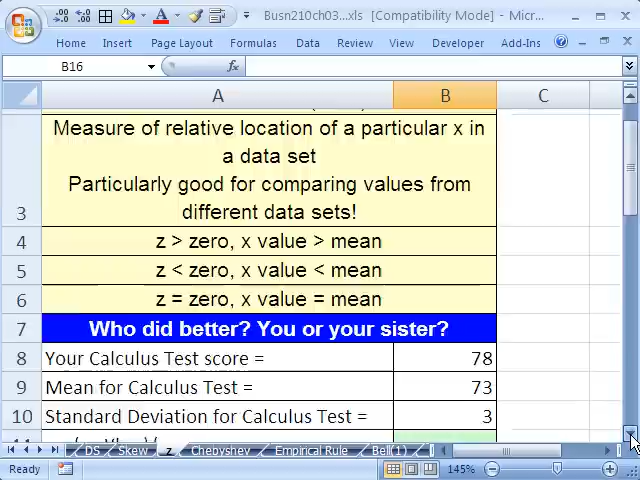 Busn210ch03...xls [Compatibility Mode] - Micr...
Home Insert Page Layout Formulas Data Review View Developer Add-Ins
B16 fx
A B C
Measure of relative location of a particular x in
a data set
Particularly good for comparing values from
3 different data sets!
4 z > zero, x value > mean
5 z < zero, x value < mean
6 z = zero, x value = mean
7 Who did better? You or your sister?
8 Your Calculus Test score = 78
9 Mean for Calculus Test = 73
10 Standard Deviation for Calculus Test = 3
DS Skew z Chebyshev Empirical Rule Bell(1)
Ready 145%